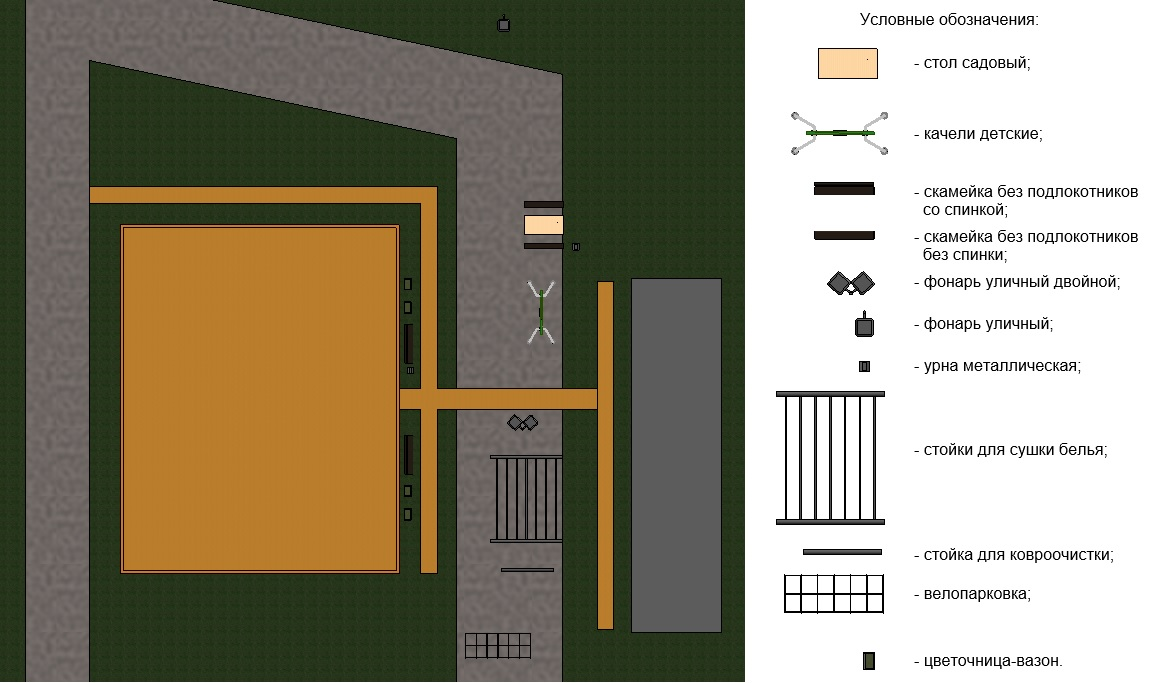 Условные обозначения:
- стол садовый;
- качели детские;
- скамейка без подлокотников
со спинкой;
- скамейка без подлокотников
без спинки;
- фонарь уличный двойной;
- фонарь уличный;
- урна металлическая;
- стойки для сушки белья;
- стойка для ковроочистки;
- велопарковка;
- цветочница-вазон.